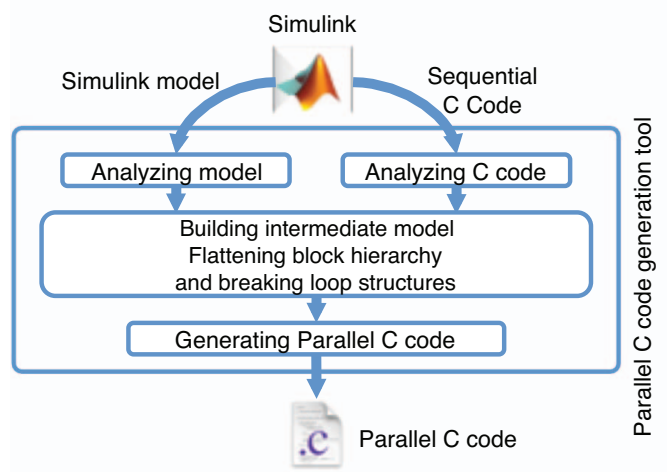 Simulink
Simulink model
Sequential
C Code
Analyzing model
Analyzing C code
Building intermediate model
Flattening block hierarchy
and breaking loop structures
Generating Parallel C code
Parallel C code generation tool
.c
Parallel C code